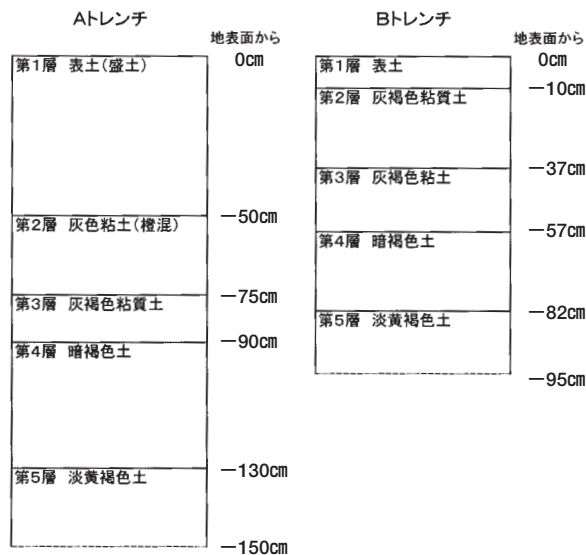 Aトレンチ
地表面から
0cm
第1層 表土(盛土)
−50cm
第2層 灰色粘土(橙混)
−75cm
第3層 灰褐色粘質土
−90cm
第4層 暗褐色土
−130cm
第5層 淡黄褐色土
−150cm
Bトレンチ
地表面から
0cm
第1層 表土
−10cm
第2層 灰褐色粘質土
−37cm
第3層 灰褐色粘土
−57cm
第4層 暗褐色土
−82cm
第5層 淡黄褐色土
−95cm